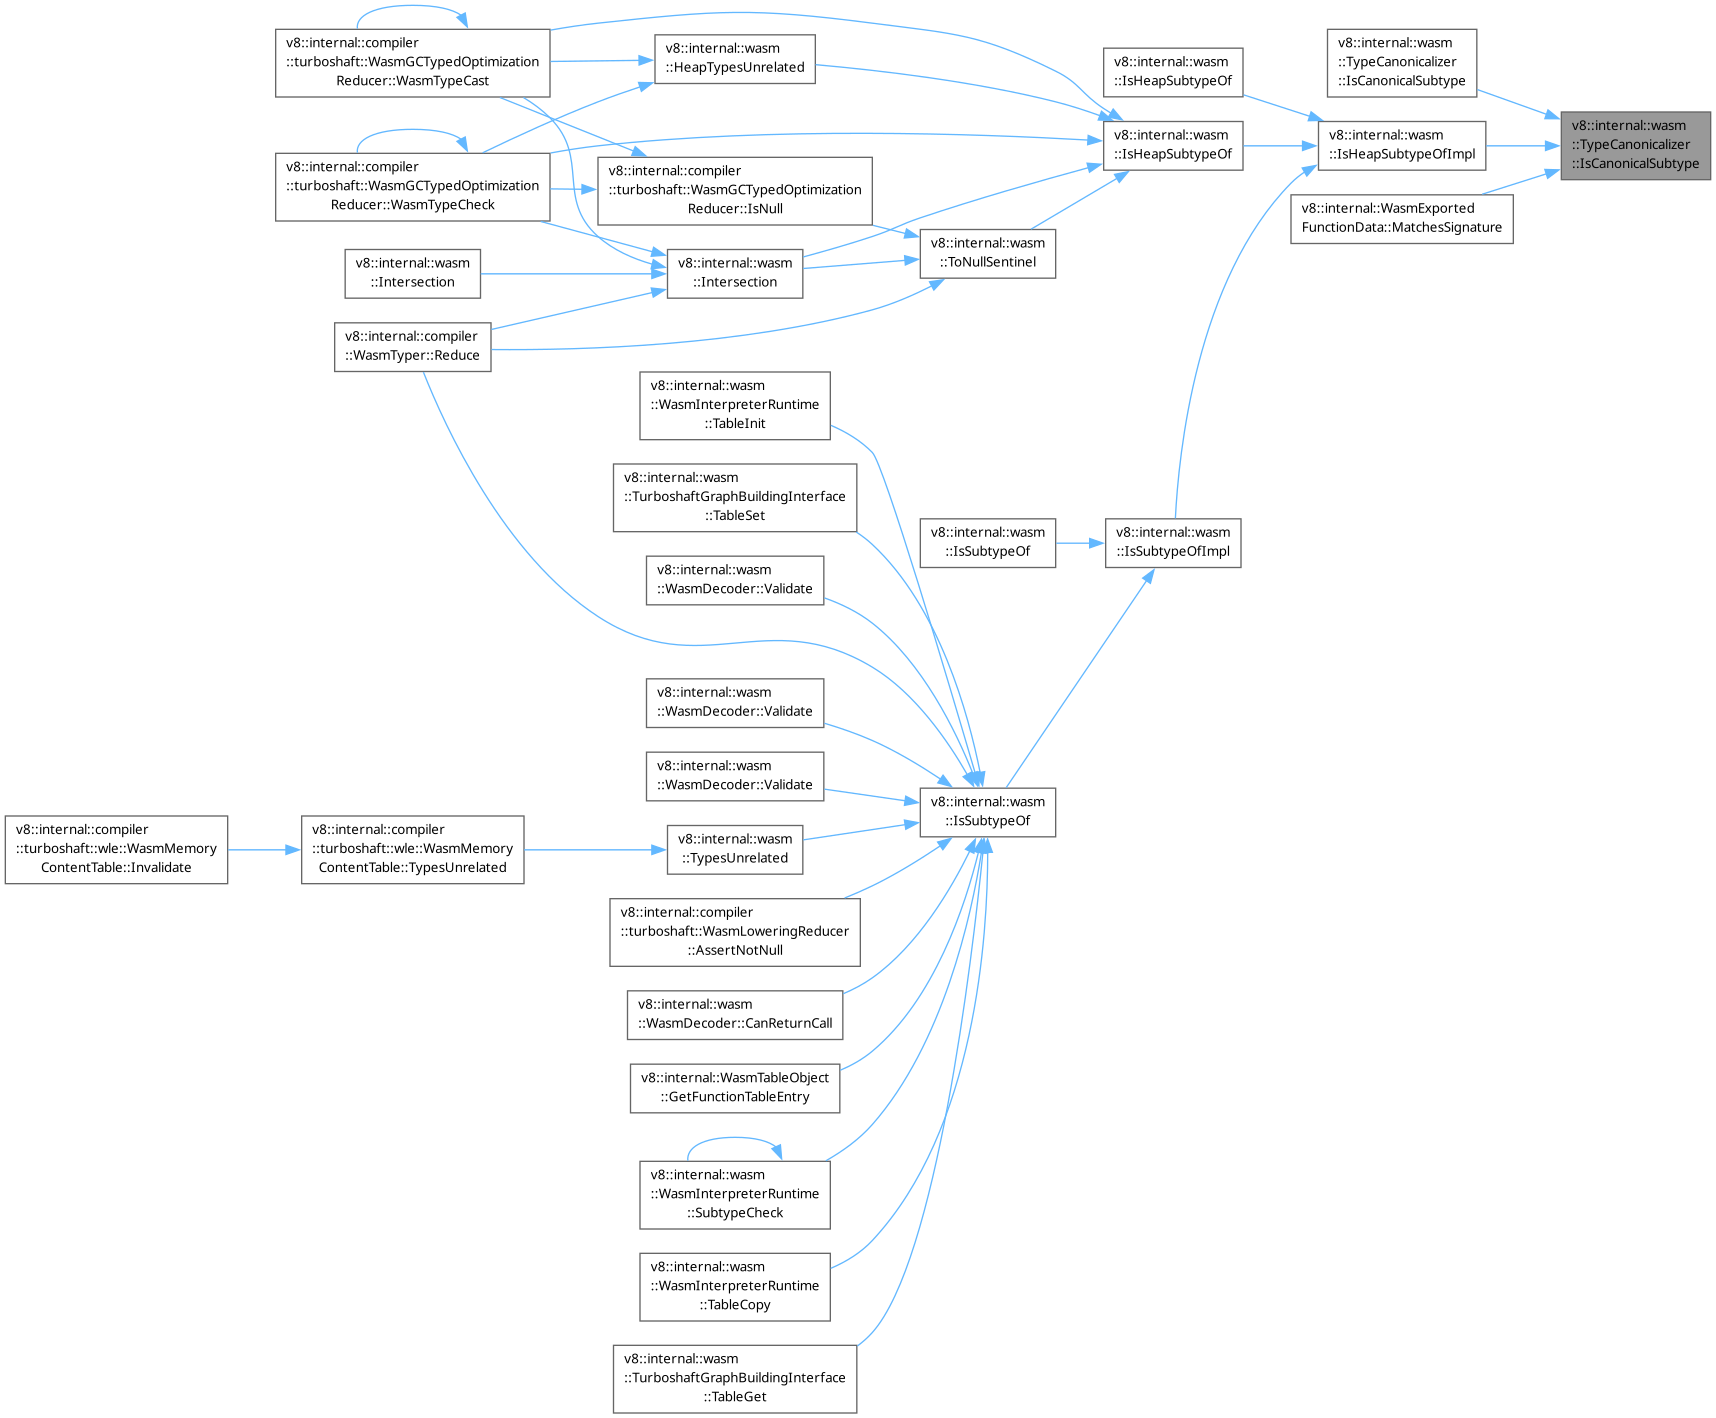 v8::internal::compiler
::turboshaft::WasmGCTypedOptimization
Reducer::WasmTypeCast
v8::internal::wasm
::HeapTypesUnrelated
v8::internal::wasm
::IsHeapSubtypeOf
v8::internal::wasm
::TypeCanonicalizer
::IsCanonicalSubtype
v8::internal::wasm
::TypeCanonicalizer
::IsCanonicalSubtype
v8::internal::wasm
::IsHeapSubtypeOf
v8::internal::wasm
::IsHeapSubtypeOfImpl
v8::internal::compiler
::turboshaft::WasmGCTypedOptimization
Reducer::WasmTypeCheck
v8::internal::compiler
::turboshaft::WasmGCTypedOptimization
Reducer::IsNull
v8::internal::WasmExported
FunctionData::MatchesSignature
v8::internal::wasm
::ToNullSentinel
v8::internal::wasm
::Intersection
v8::internal::wasm
::Intersection
v8::internal::compiler
::WasmTyper::Reduce
v8::internal::wasm
::WasmInterpreterRuntime
::TableInit
v8::internal::wasm
::TurboshaftGraphBuildingInterface
::TableSet
v8::internal::wasm
::IsSubtypeOf
v8::internal::wasm
::IsSubtypeOfImpl
v8::internal::wasm
::WasmDecoder::Validate
v8::internal::wasm
::WasmDecoder::Validate
v8::internal::wasm
::WasmDecoder::Validate
v8::internal::wasm
::IsSubtypeOf
v8::internal::compiler
::turboshaft::wle::WasmMemory
ContentTable::Invalidate
v8::internal::compiler
::turboshaft::wle::WasmMemory
ContentTable::TypesUnrelated
v8::internal::wasm
::TypesUnrelated
v8::internal::compiler
::turboshaft::WasmLoweringReducer
::AssertNotNull
v8::internal::wasm
::WasmDecoder::CanReturnCall
v8::internal::WasmTableObject
::GetFunctionTableEntry
v8::internal::wasm
::WasmInterpreterRuntime
::SubtypeCheck
v8::internal::wasm
::WasmInterpreterRuntime
::TableCopy
v8::internal::wasm
::TurboshaftGraphBuildingInterface
::TableGet